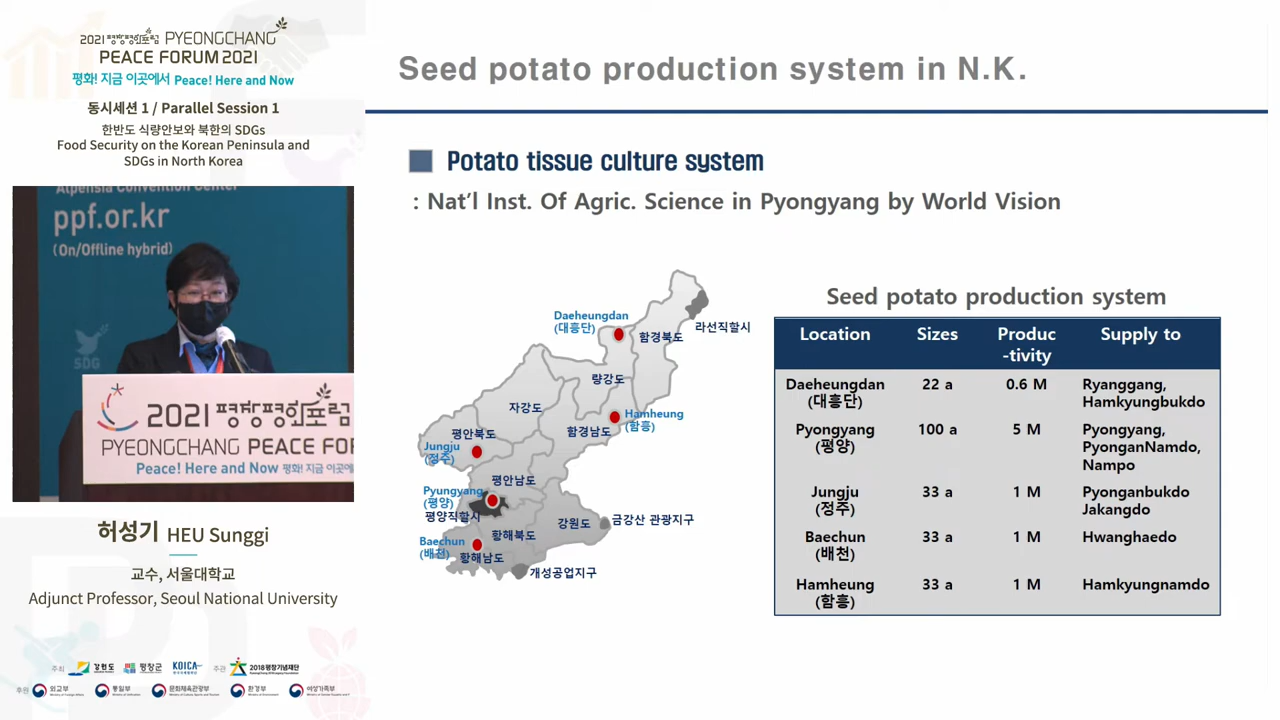 2021 평창평화포럼 PYEONGCHANG
PEACE FORUM 2021
평화! 지금 이곳에서 Peace! Here and Now
동시세션 1 / Parallel Session 1
한반도 식량안보와 북한의 SDGs
Food Security on the Korean Peninsula and
SDGs in North Korea
Alpensia Convention Center
ppf.or.kr
(On/Offline hybrid)
SDG
2021 평창평화포럼
PYEONGCHANG PEACE FOR
Peace! Here and Now 평화! 지금 이곳에
허성기 HEU Sunggi
교수, 서울대학교
Adjunct Professor, Seoul National University
주최 강원도 평창군 KOICA 주관 2018평창기념재단
후원 외교부 통일부 문화체육관광부 환경부 여성가족부
Seed potato production system in N.K.
Potato tissue culture system
: Nat’l Inst. Of Agric. Science in Pyongyang by World Vision
Daeheungdan
(대흥단)
라선직할시
함경북도
량강도
자강도
Hamheung
(함흥)
함경남도
평안북도
Jungju
(정주)
평안남도
Pyungyang
(평양)
평양직할시
강원도
금강산 관광지구
황해북도
Baechun
(배천)
황해남도
개성공업지구
Seed potato production system
Location Sizes Produc-tivity Supply to
Daeheungdan (대흥단) 22 a 0.6 M Ryanggang, Hamkyungbukdo
Pyongyang (평양) 100 a 5 M Pyongyang, PyonganNamdo, Nampo
Jungju (정주) 33 a 1 M Pyonganbukdo Jakangdo
Baechun (배천) 33 a 1 M Hwanghaedo
Hamheung (함흥) 33 a 1 M Hamkyungnamdo